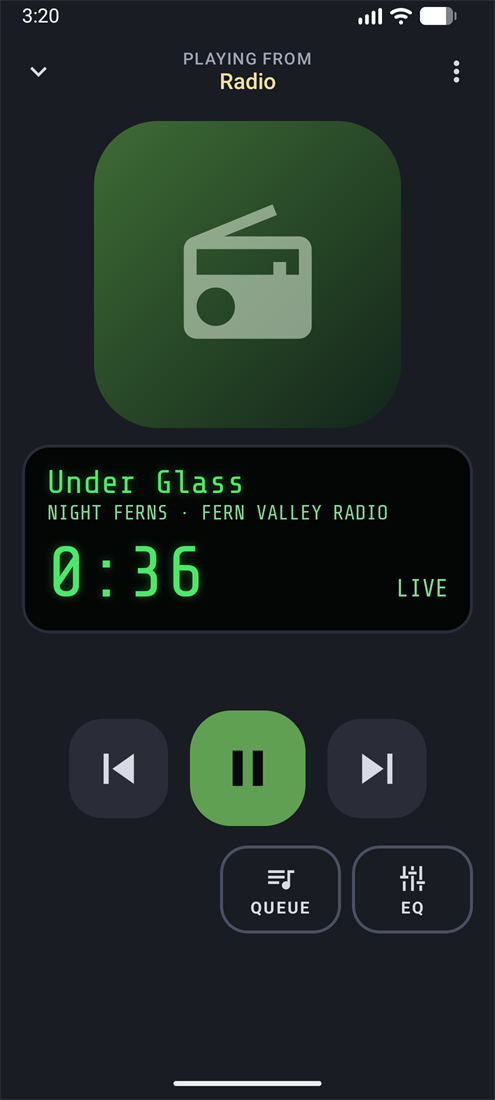 3:20
PLAYING FROM
Radio
Under Glass
NIGHT FERNS · FERN VALLEY RADIO
0:36
LIVE
QUEUE
EQ